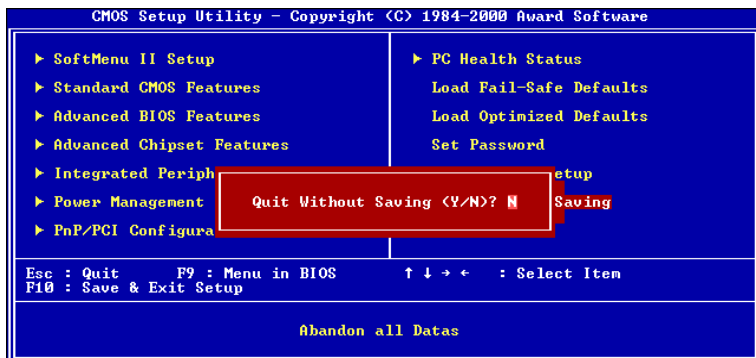 CMOS Setup Utility - Copyright (C) 1984-2000 Award Software
SoftMenu II Setup
Standard CMOS Features
Advanced BIOS Features
Advanced Chipset Features
Integrated Periph
Power Management
PnP/PCI Configura
PC Health Status
Load Fail-Safe Defaults
Load Optimized Defaults
Set Password
etup
Saving
Quit Without Saving (Y/N)? N
Esc : Quit F9 : Menu in BIOS ↑ ↓ → ← : Select Item
F10 : Save & Exit Setup
Abandon all Datas